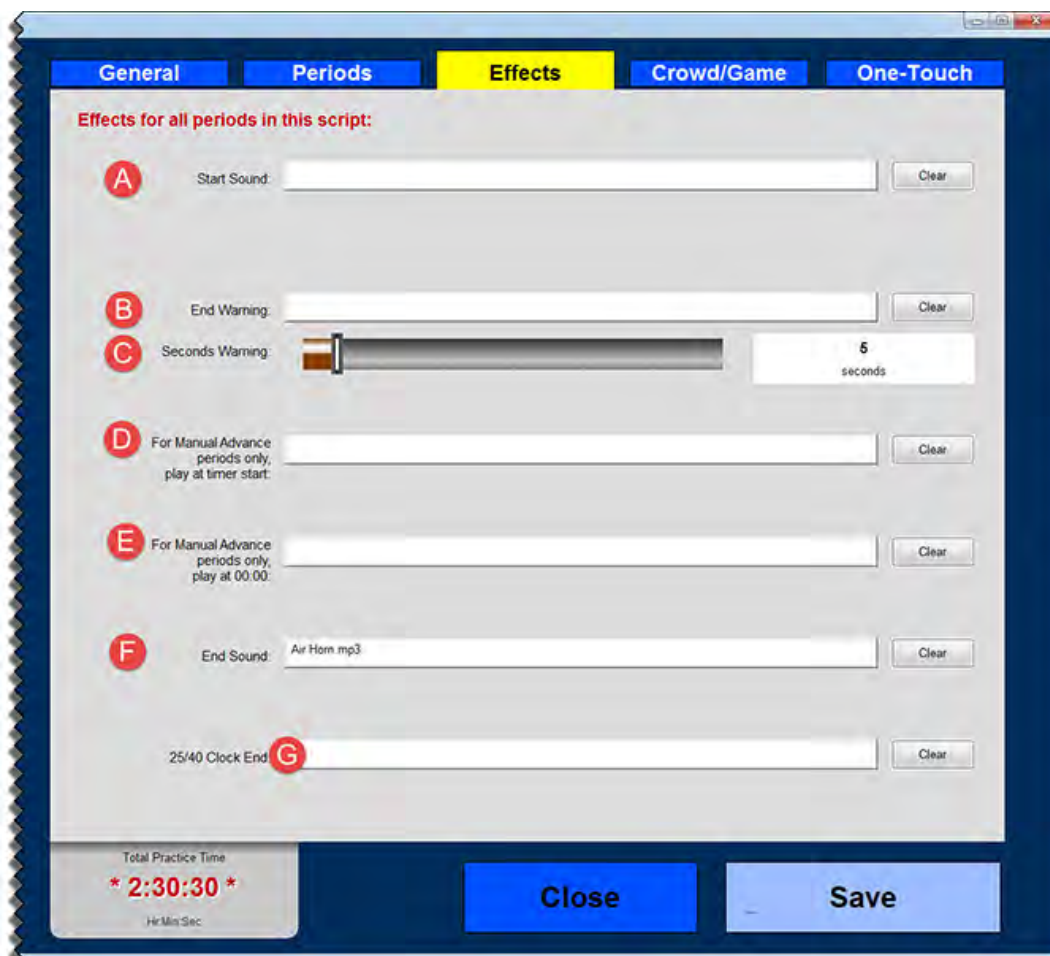 General Periods Effects Crowd/Game One-Touch
Effects for all periods in this script:
A Start Sound: Clear
B End Warning: Clear
C Seconds Warning: 5
seconds
D For Manual Advance Clear
periods only,
play at timer start:
E For Manual Advance Clear
periods only,
play at 00:00:
F End Sound: Air Horn.mp3 Clear
25/40 Clock End: G Clear
Total Practice Time
* 2:30:30 *
Hr:Min:Sec
Close Save